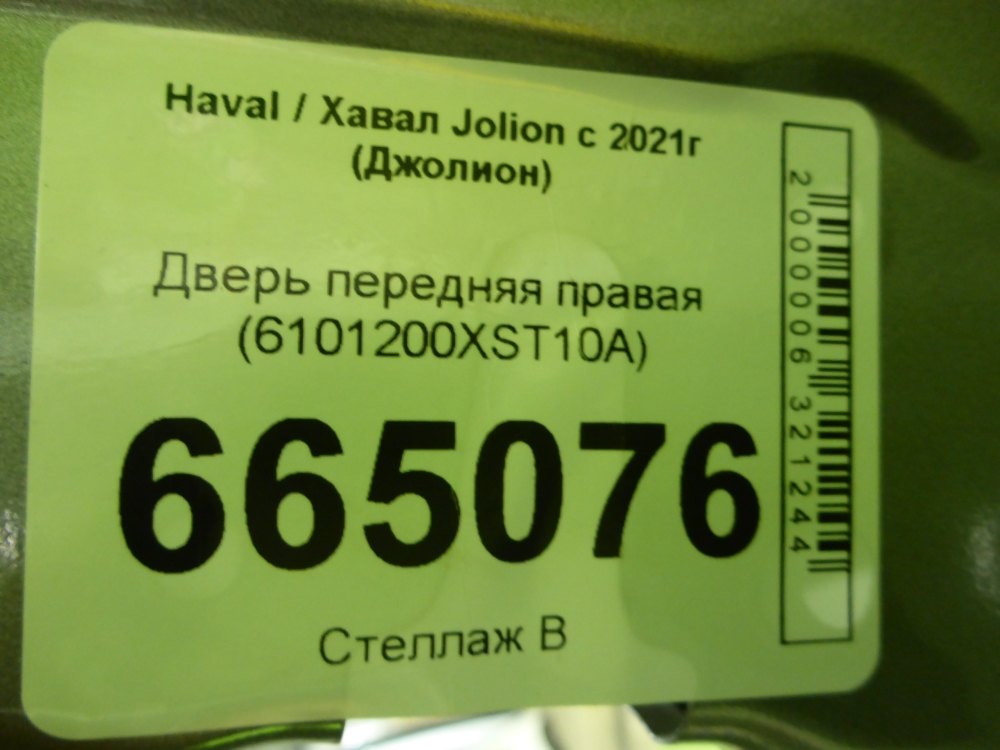 Haval / Хавал Jolion с 2021г
(Джолион)
Дверь передняя правая
(6101200XST10A)
665076
Стеллаж В
2000006321244